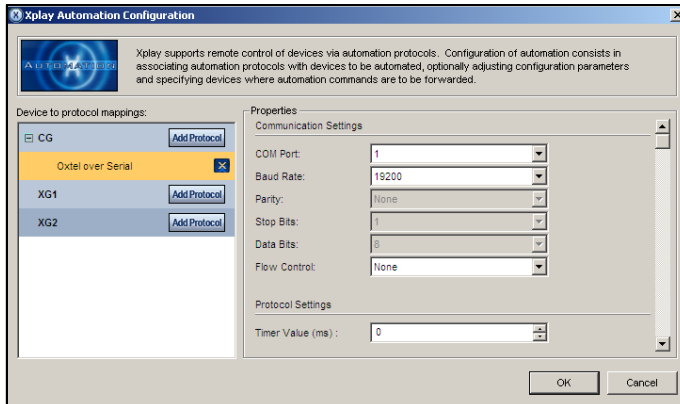 Xplay Automation Configuration
AUTOMATION
Xplay supports remote control of devices via automation protocols. Configuration of automation consists in
associating automation protocols with devices to be automated, optionally adjusting configuration parameters
and specifying devices where automation commands are to be forwarded.
Device to protocol mappings:
CG Add Protocol
Oxtel over Serial
XG1 Add Protocol
XG2 Add Protocol
Properties
Communication Settings
COM Port: 1
Baud Rate: 19200
Parity: None
Stop Bits: 1
Data Bits: 8
Flow Control: None
Protocol Settings
Timer Value (ms) : 0
OK Cancel